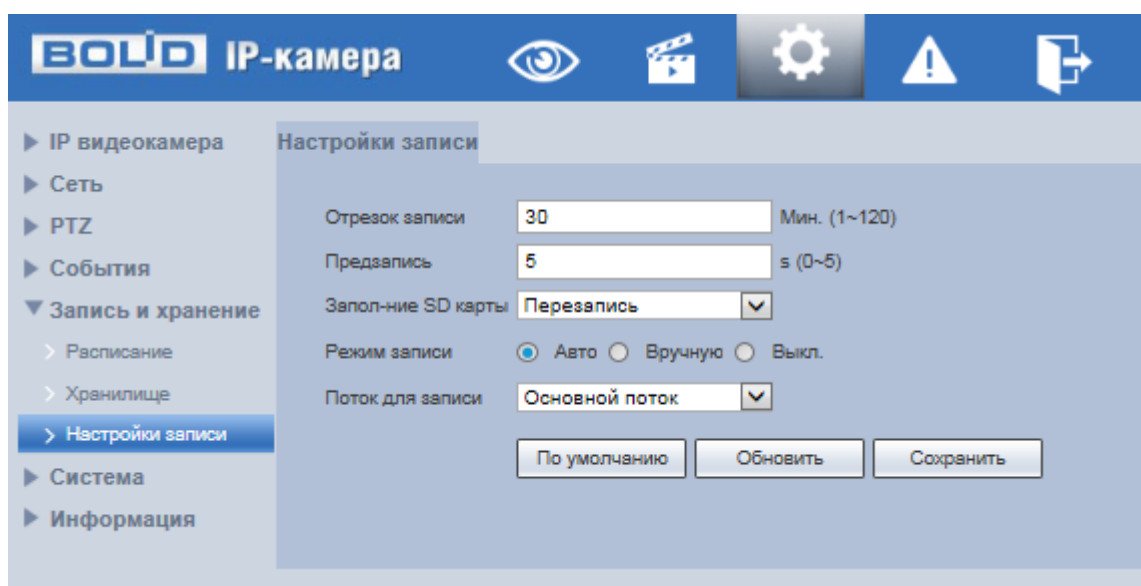 BOLID IP-камера
IP видеокамера
Сеть
PTZ
События
Запись и хранение
Расписание
Хранилище
Настройки записи
Система
Информация
Настройки записи
Отрезок записи 30 Мин. (1~120)
Предзапись 5 s (0~5)
Запол-ние SD карты Перезапись
Режим записи Авто Вручную Выкл.
Поток для записи Основной поток
По умолчанию Обновить Сохранить